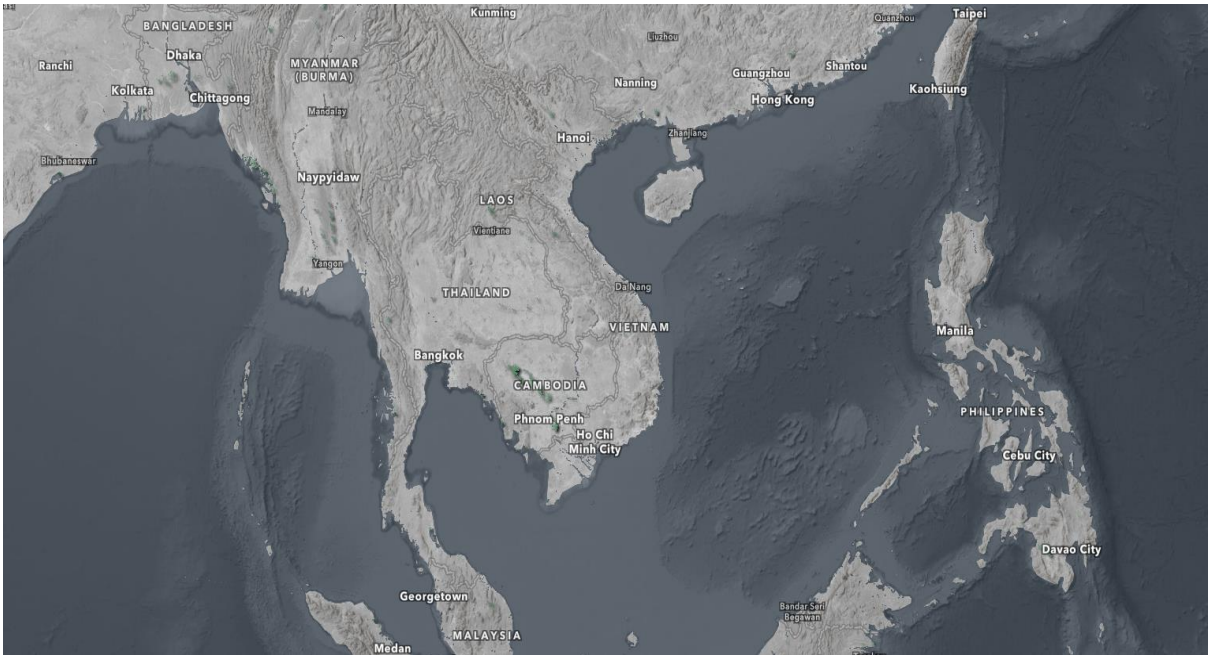 Kunming
Taipei
Quanzhou
BANGLADESH
Liuzhou
Dhaka
MYANMAR
(BURMA)
Ranchi
Shantou
Guangzhou
Nanning
Kolkata
Kaohsiung
Chittagong
Hong Kong
Mandalay
Zhanjiang
Hanoi
Bhubaneswar
Naypyidaw
LAOS
Vientiane
Yangon
Da Nang
THAILAND
VIETNAM
Manila
Bangkok
CAMBODIA
PHILIPPINES
Phnom Penh
Ho Chi
Minh City
Cebu City
Davao City
Georgetown
Bandar Seri
Begawan
MALAYSIA
Medan